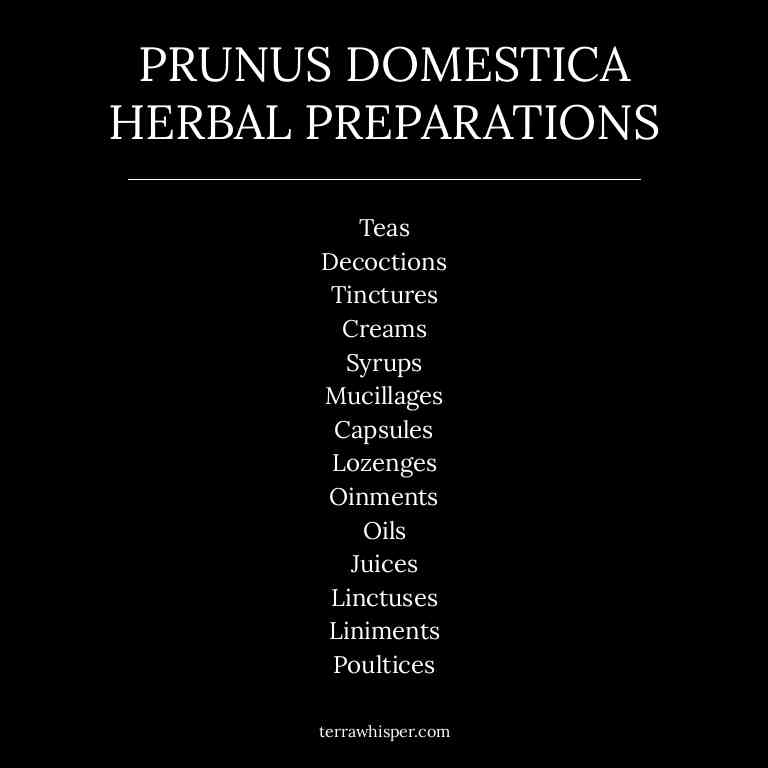 PRUNUS DOMESTICA
HERBAL PREPARATIONS
Teas
Decoctions
Tinctures
Creams
Syrups
Mucillages
Capsules
Lozenges
Oinments
Oils
Juices
Linctuses
Liniments
Poultices
terrawhisper.com